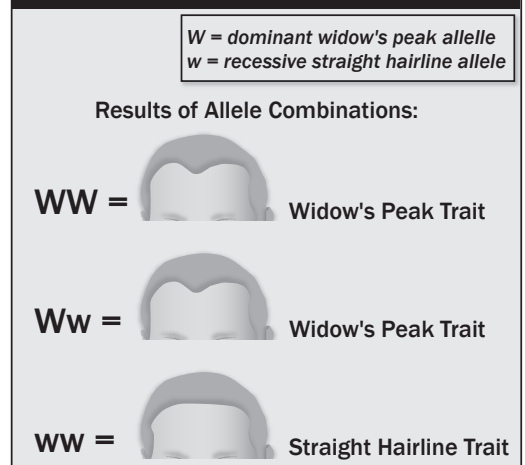 W = dominant widow's peak allelle
w = recessive straight hairline allele
Results of Allele Combinations:
WW = Widow's Peak Trait
Ww = Widow's Peak Trait
ww = Straight Hairline Trait